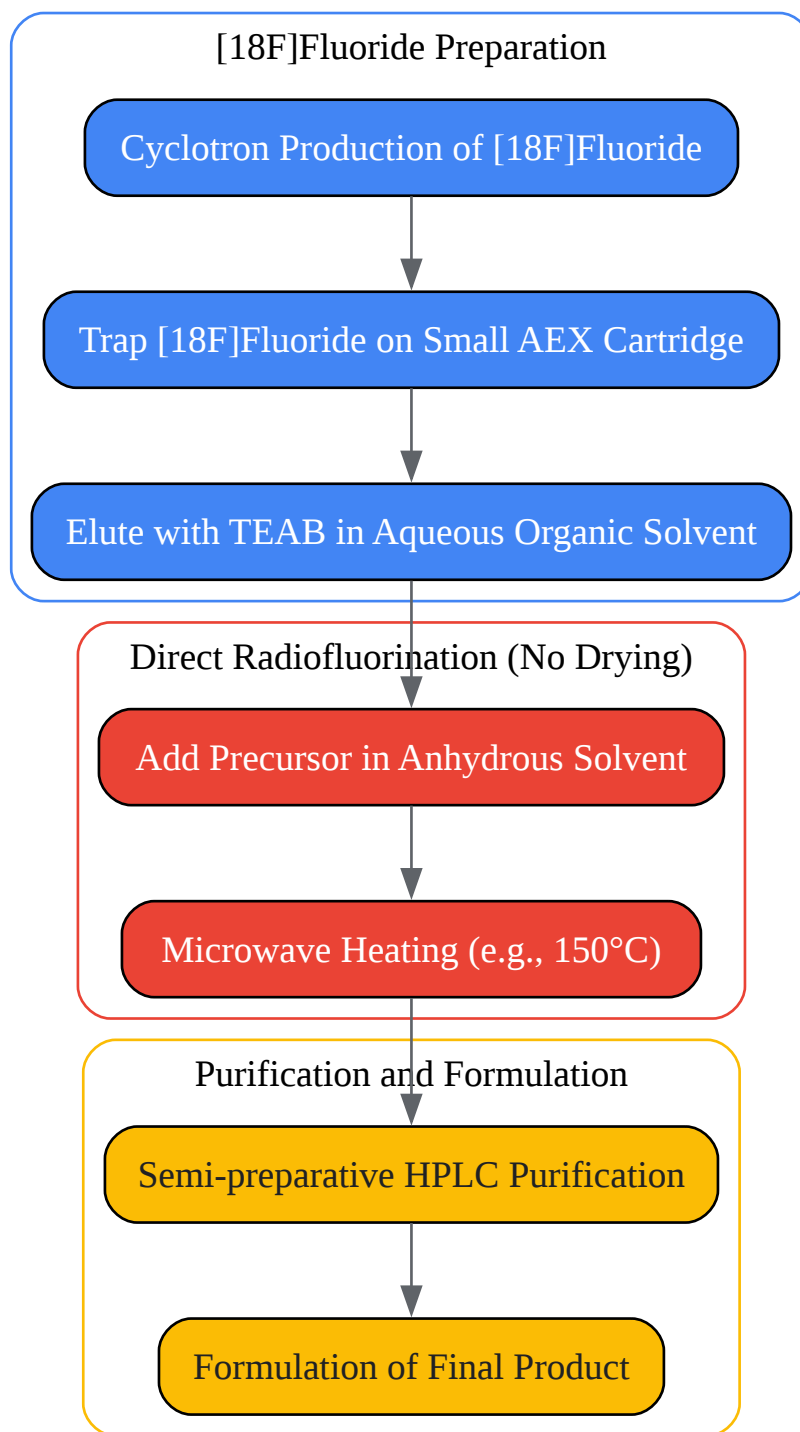 [18F]Fluoride Preparation
Cyclotron Production of [18F]Fluoride
Trap [18F]Fluoride on Small AEX Cartridge
Elute with TEAB in Aqueous Organic Solvent
Direct Radiofluorination (No Drying)
Add Precursor in Anhydrous Solvent
Microwave Heating (e.g., 150°C)
Purification and Formulation
Semi-preparative HPLC Purification
Formulation of Final Product